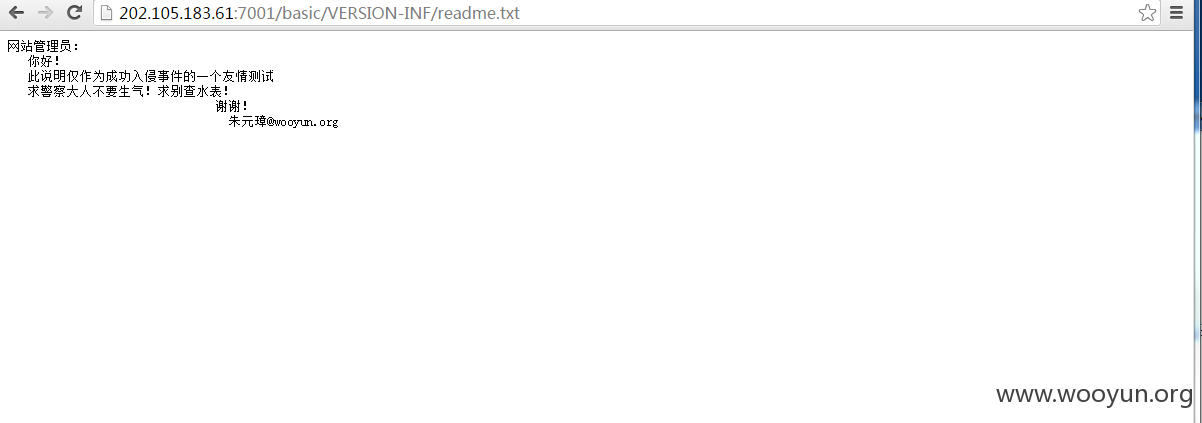 202.105.183.61:7001/basic/VERSION-INF/readme.txt
网站管理员：
你好！
此说明仅作为成功入侵事件的一个友情测试
求警察大人不要生气！求别查水表！
谢谢！
朱元璋@wooyun.org
www.wooyun.org